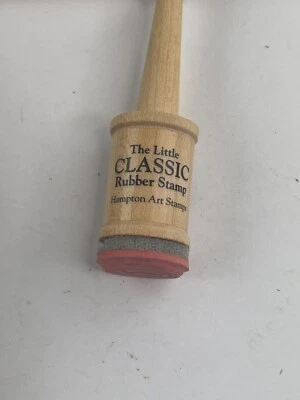 The Little
CLASSIC
Rubber Stamp
Hampton Art Stamps